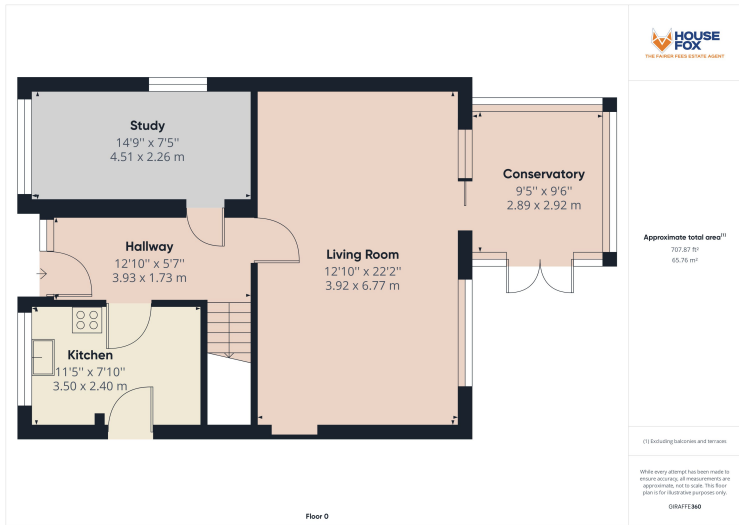 Study
14'9" x 7'5"
4.51 x 2.26 m
Hallway
12'10" x 5'7"
3.93 x 1.73 m
Kitchen
11'5" x 7'10"
3.50 x 2.40 m
Living Room
12'10" x 22'2"
3.92 x 6.77 m
Conservatory
9'5" x 9'6"
2.89 x 2.92 m
Floor 0
HOUSE
FOX
THE FAIRER FEES ESTATE AGENT
Approximate total area(1)
707.87 ft²
65.76 m²
(1) Excluding balconies and terraces
While every attempt has been made to
ensure accuracy, all measurements are
approximate, not to scale. This floor
plan is for illustrative purposes only.
GIRAFFE360